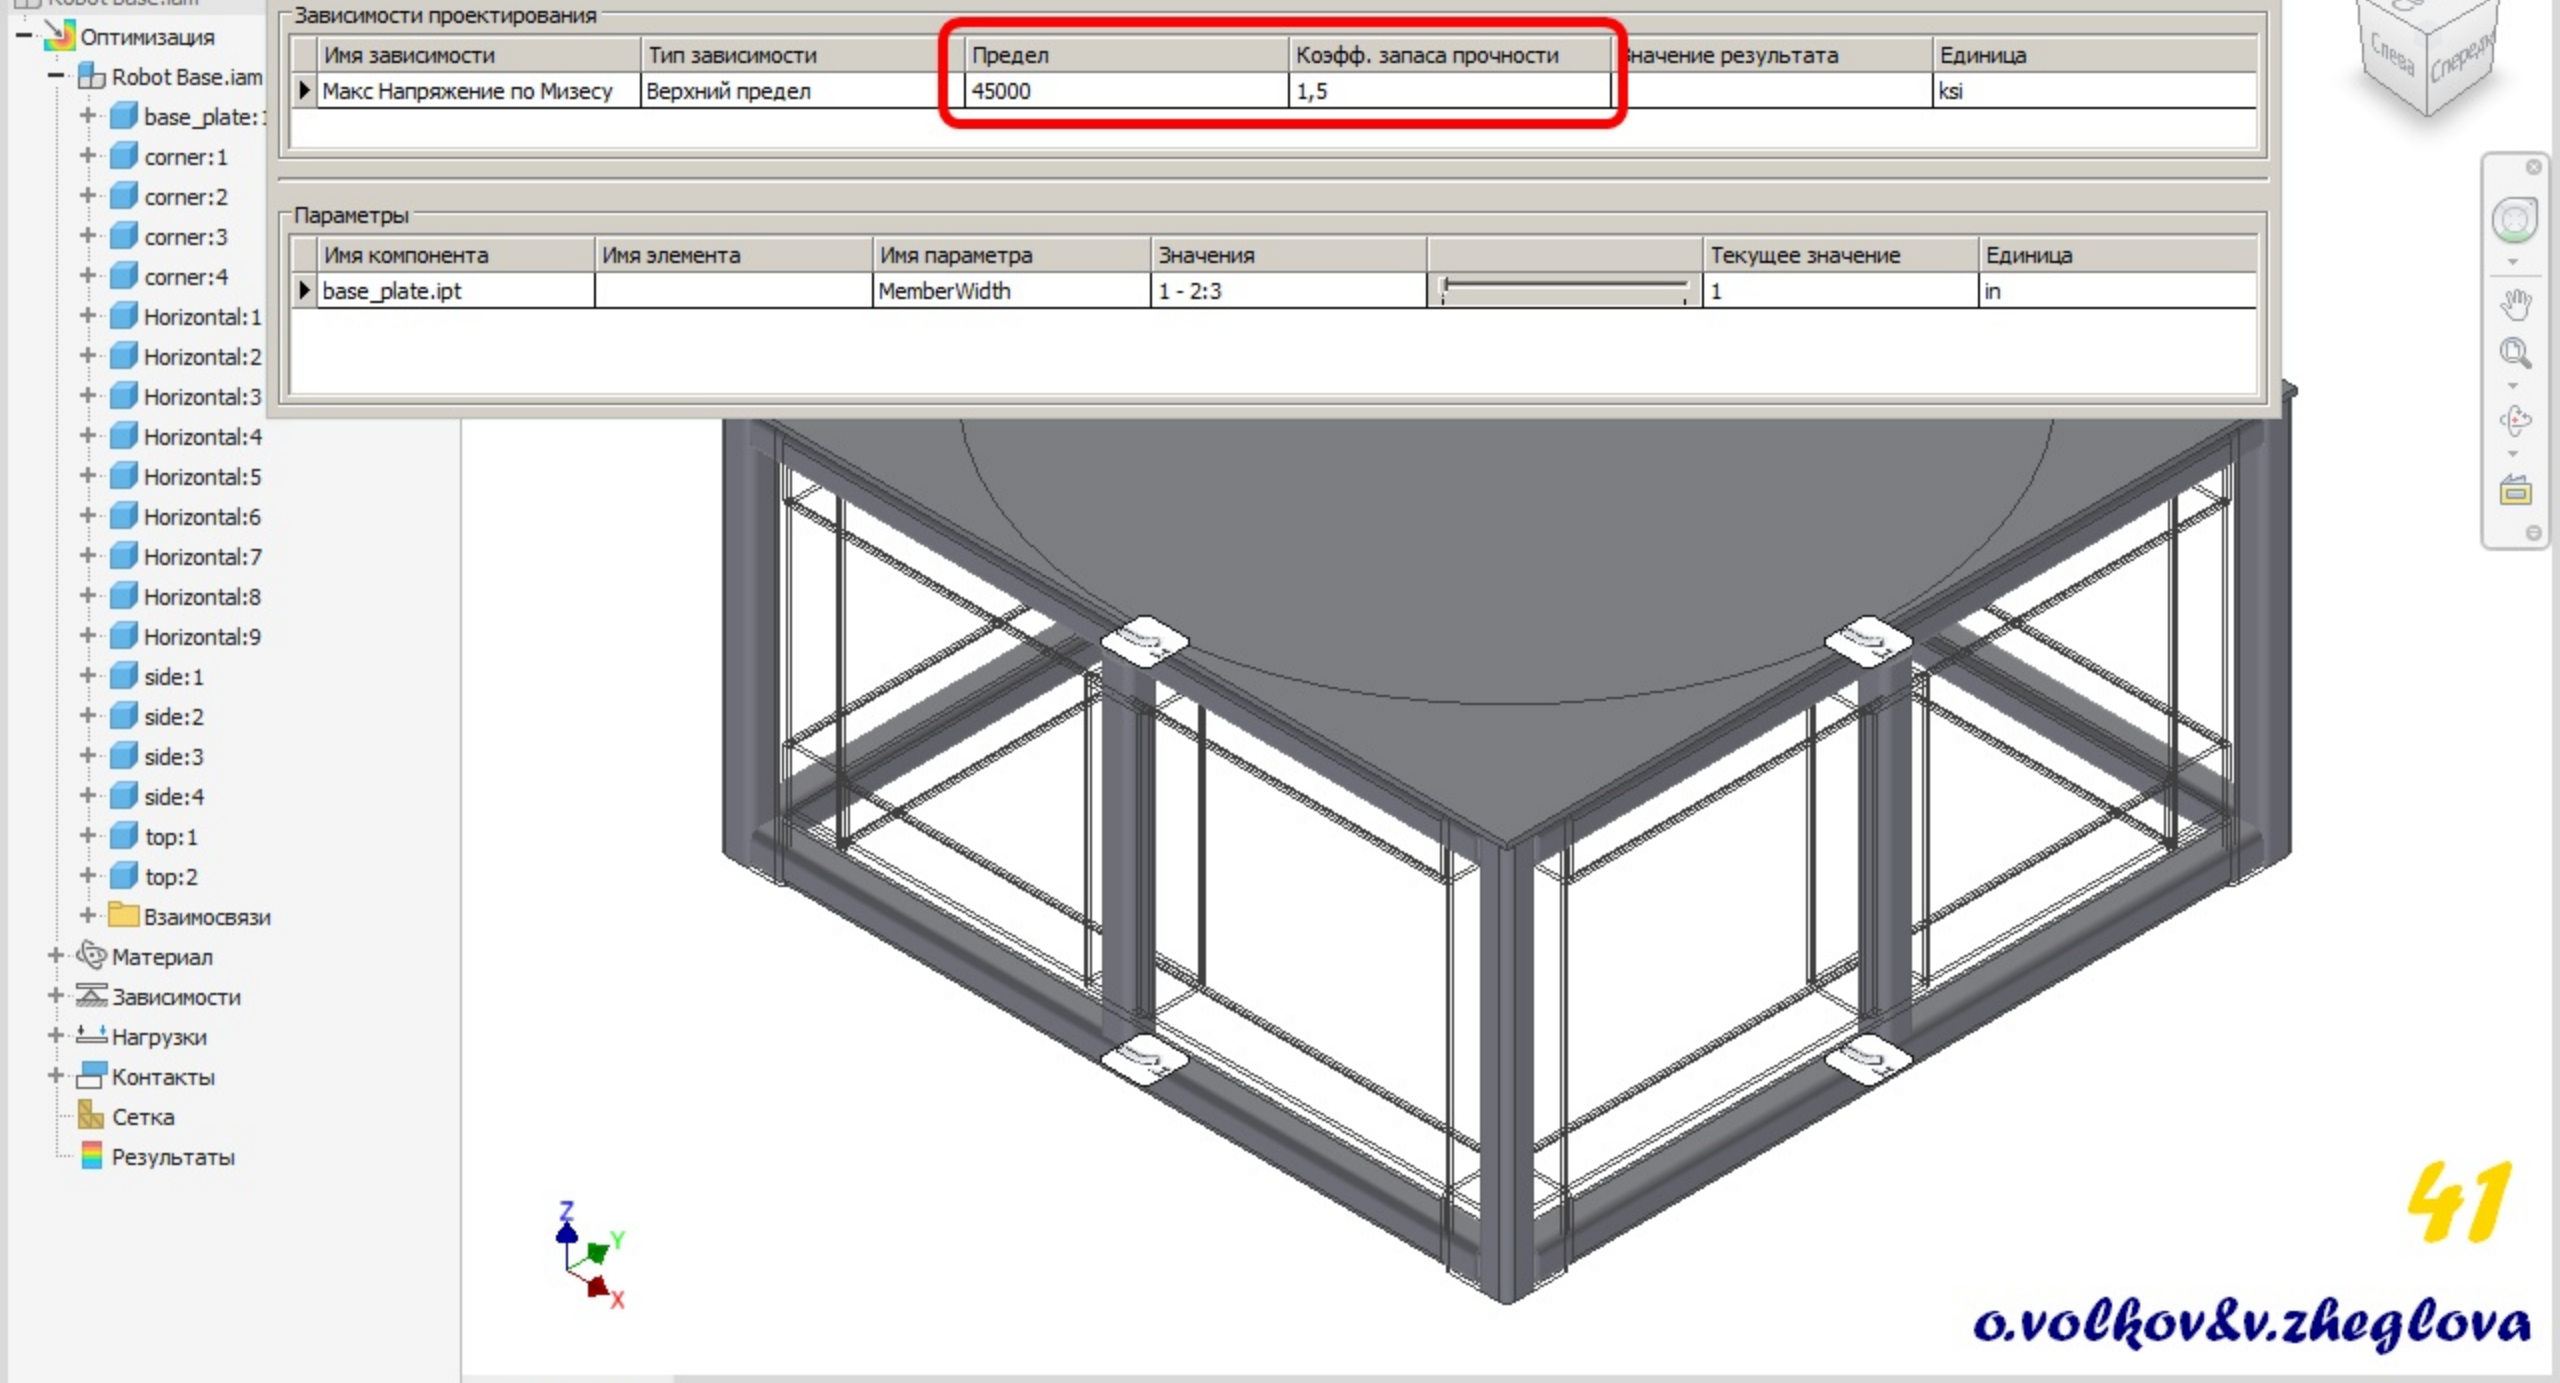 Robot Base.iam
Оптимизация
Robot Base.iam
base_plate:1
corner:1
corner:2
corner:3
corner:4
Horizontal:1
Horizontal:2
Horizontal:3
Horizontal:4
Horizontal:5
Horizontal:6
Horizontal:7
Horizontal:8
Horizontal:9
side:1
side:2
side:3
side:4
top:1
top:2
Взаимосвязи
Материал
Зависимости
Нагрузки
Контакты
Сетка
Результаты
Зависимости проектирования
Имя зависимости Тип зависимости Предел Коэфф. запаса прочности Значение результата Единица
Макс Напряжение по Мизесу Верхний предел 45000 1,5 ksi
Параметры
Имя компонента Имя элемента Имя параметра Значения Текущее значение Единица
base_plate.ipt MemberWidth 1 - 2:3 1 in
Слева Спереди
Z
Y
X
41
o.volkov&v.zheglova